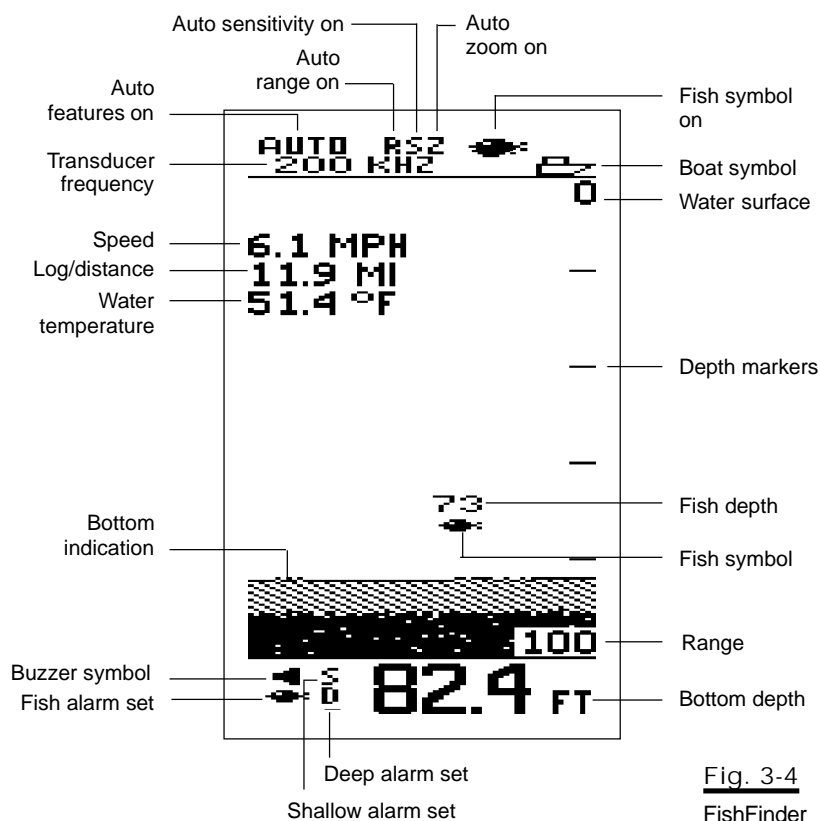 Auto sensitivity on
Auto
zoom on
Auto
range on
Auto
features on
Fish symbol
on
AUTO RSZ
Transducer
frequency
200 KHZ
Boat symbol
0
Water surface
Speed
6.1 MPH
Log/distance
11.9 MI
Water
temperature
51.4 °F
Depth markers
73
Fish depth
Bottom
indication
Fish symbol
100
Range
Buzzer symbol
S
Fish alarm set
D
82.4 FT
Bottom depth
Deep alarm set
Shallow alarm set
Fig. 3-4
FishFinder